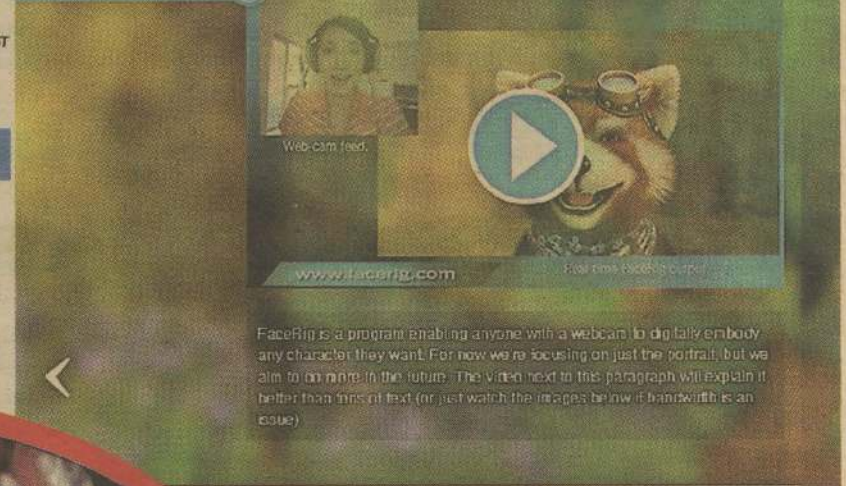 ST
Web-cam feed.
www.facerig.com
Real-time FaceRig output
FaceRig is a program enabling anyone with a webcam to digitally embody
any character they want. For now we're focusing on just the portrait, but we
aim to do more in the future. The video next to this paragraph will explain it
better than tons of text (or just watch the images below if bandwidth is an
issue)